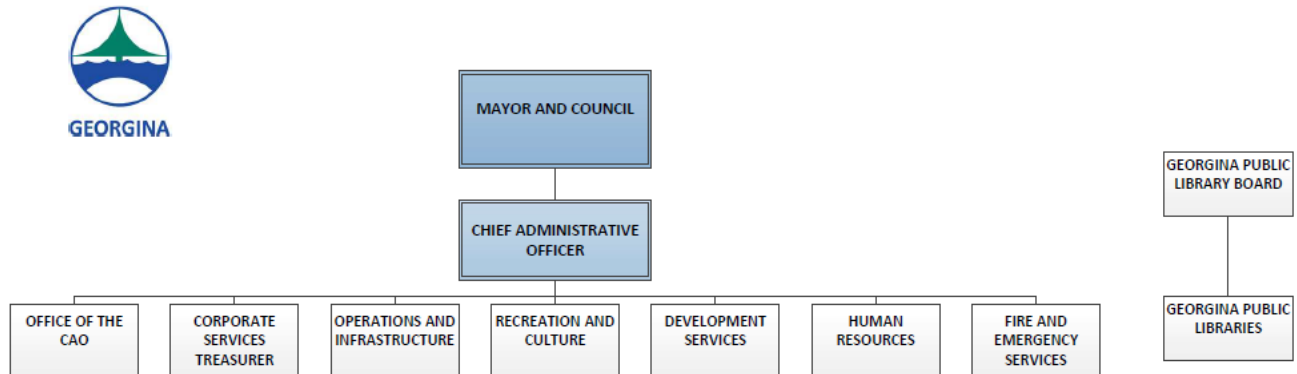 GEORGINA
MAYOR AND COUNCIL
GEORGINA PUBLIC
LIBRARY BOARD
CHIEF ADMINISTRATIVE
OFFICER
OFFICE OF THE
CAO
CORPORATE
SERVICES
TREASURER
OPERATIONS AND
INFRASTRUCTURE
RECREATION AND
CULTURE
DEVELOPMENT
SERVICES
HUMAN
RESOURCES
FIRE AND
EMERGENCY
SERVICES
GEORGINA PUBLIC
LIBRARIES